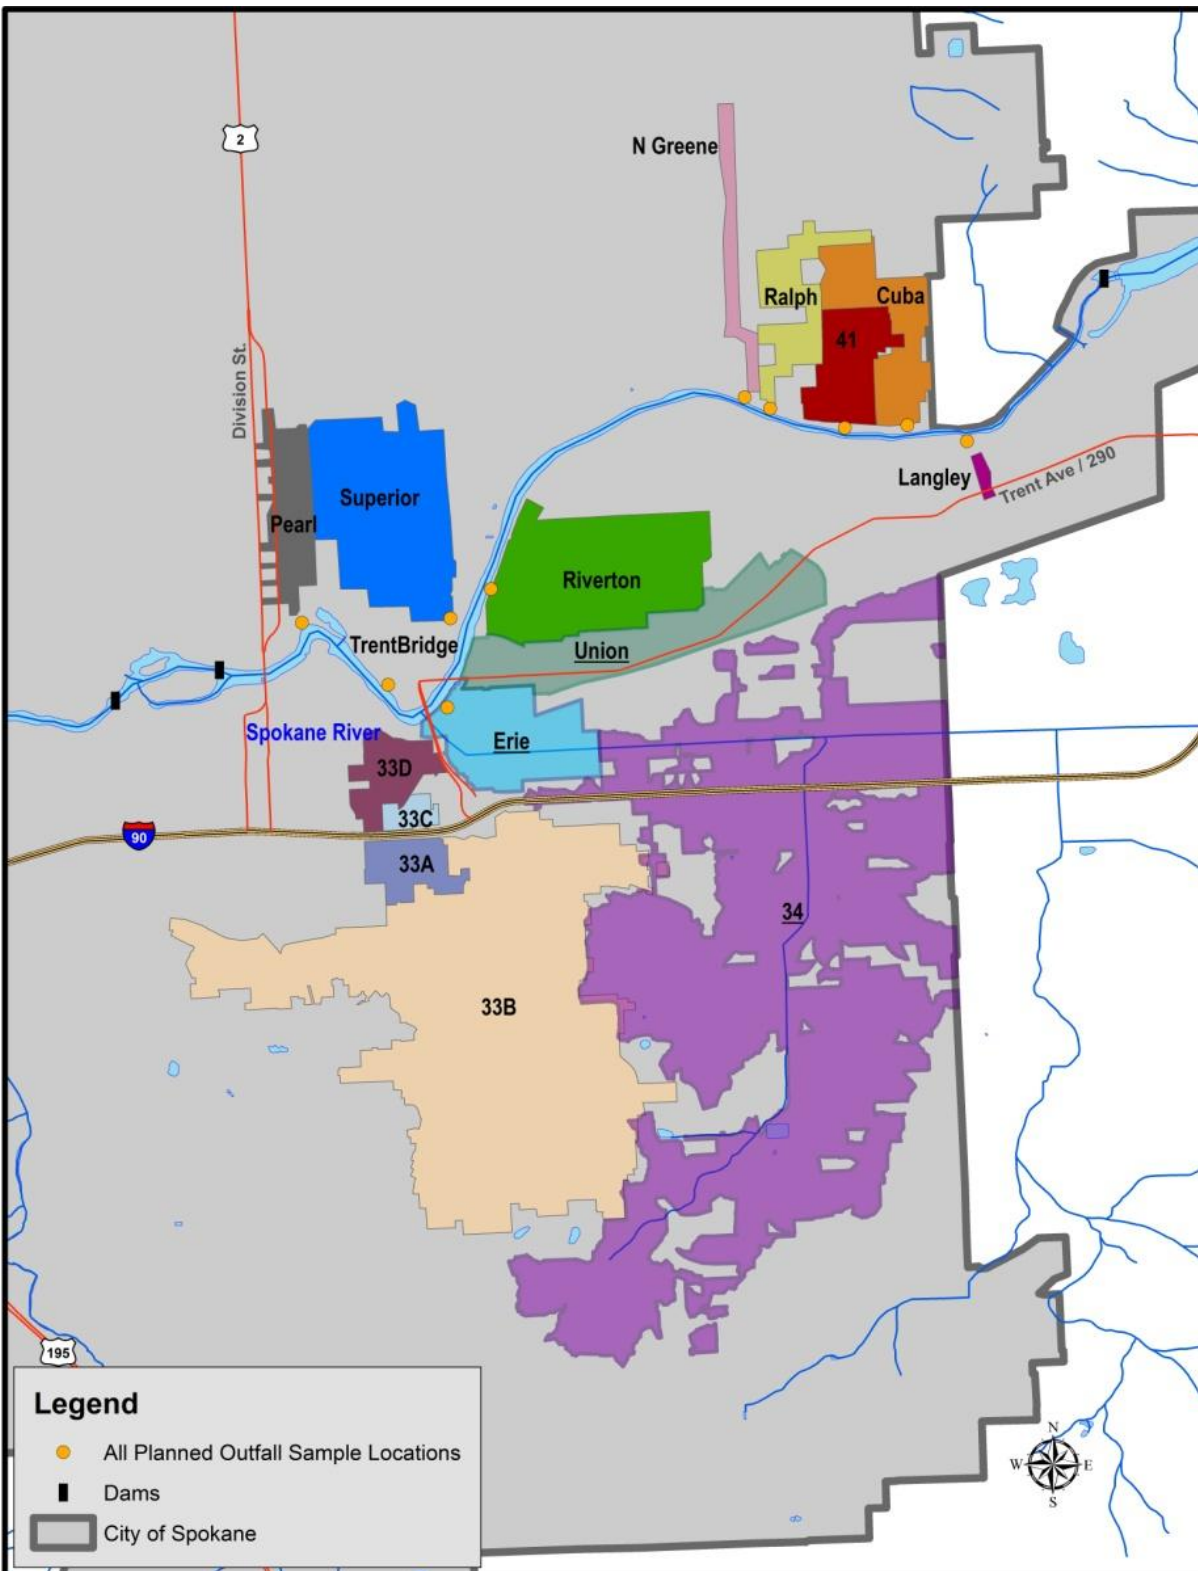 2
N Greene
Ralph
Cuba
41
Division St.
Langley
Trent Ave / 290
Superior
Pearl
Riverton
TrentBridge
Union
Spokane River
Erie
33D
33C
90
33A
34
33B
195
Legend
All Planned Outfall Sample Locations
Dams
City of Spokane
N
W
E
S